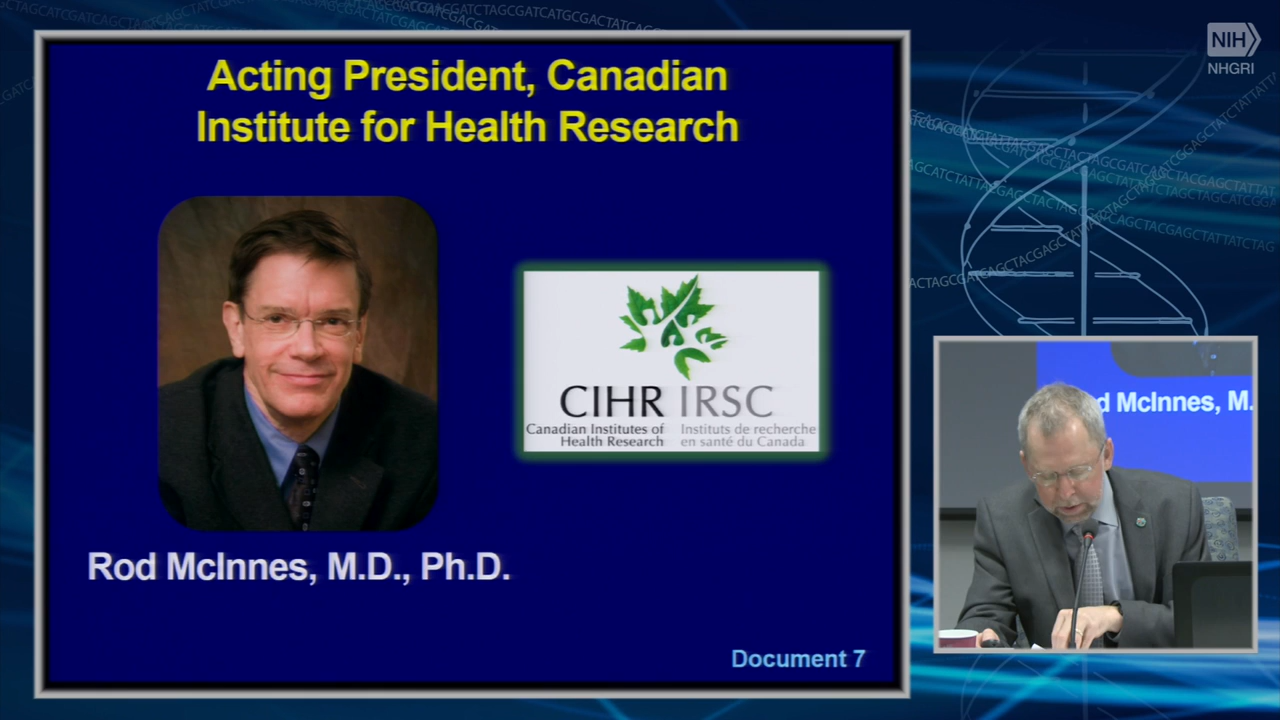 Acting President, Canadian
Institute for Health Research
CIHR IRSC
Canadian Institutes of
Health Research
Instituts de recherche
en santé du Canada
Rod McInnes, M.D., Ph.D.
Document 7
NIH
NHGRI
d McInnes, M.